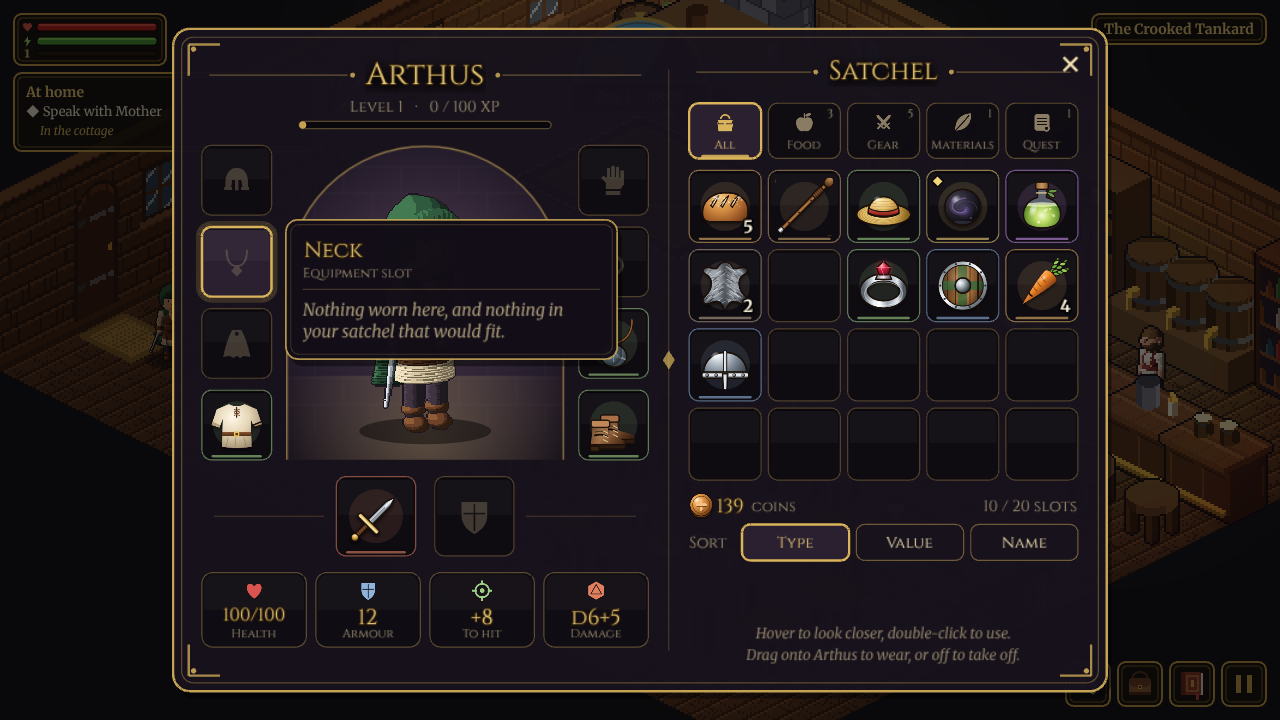 1
At home
Speak with Mother
In the cottage
The Crooked Tankard
Arthus
Level 1 · 0 / 100 XP
Neck
Equipment slot
Nothing worn here, and nothing in
your satchel that would fit.
100/100
Health
12
Armour
+8
To hit
D6+5
Damage
Satchel
×
All
3
Food
5
Gear
1
Materials
1
Quest
5
2
4
139 coins
10 / 20 slots
Sort
Type
Value
Name
Hover to look closer, double-click to use.
Drag onto Arthus to wear, or off to take off.